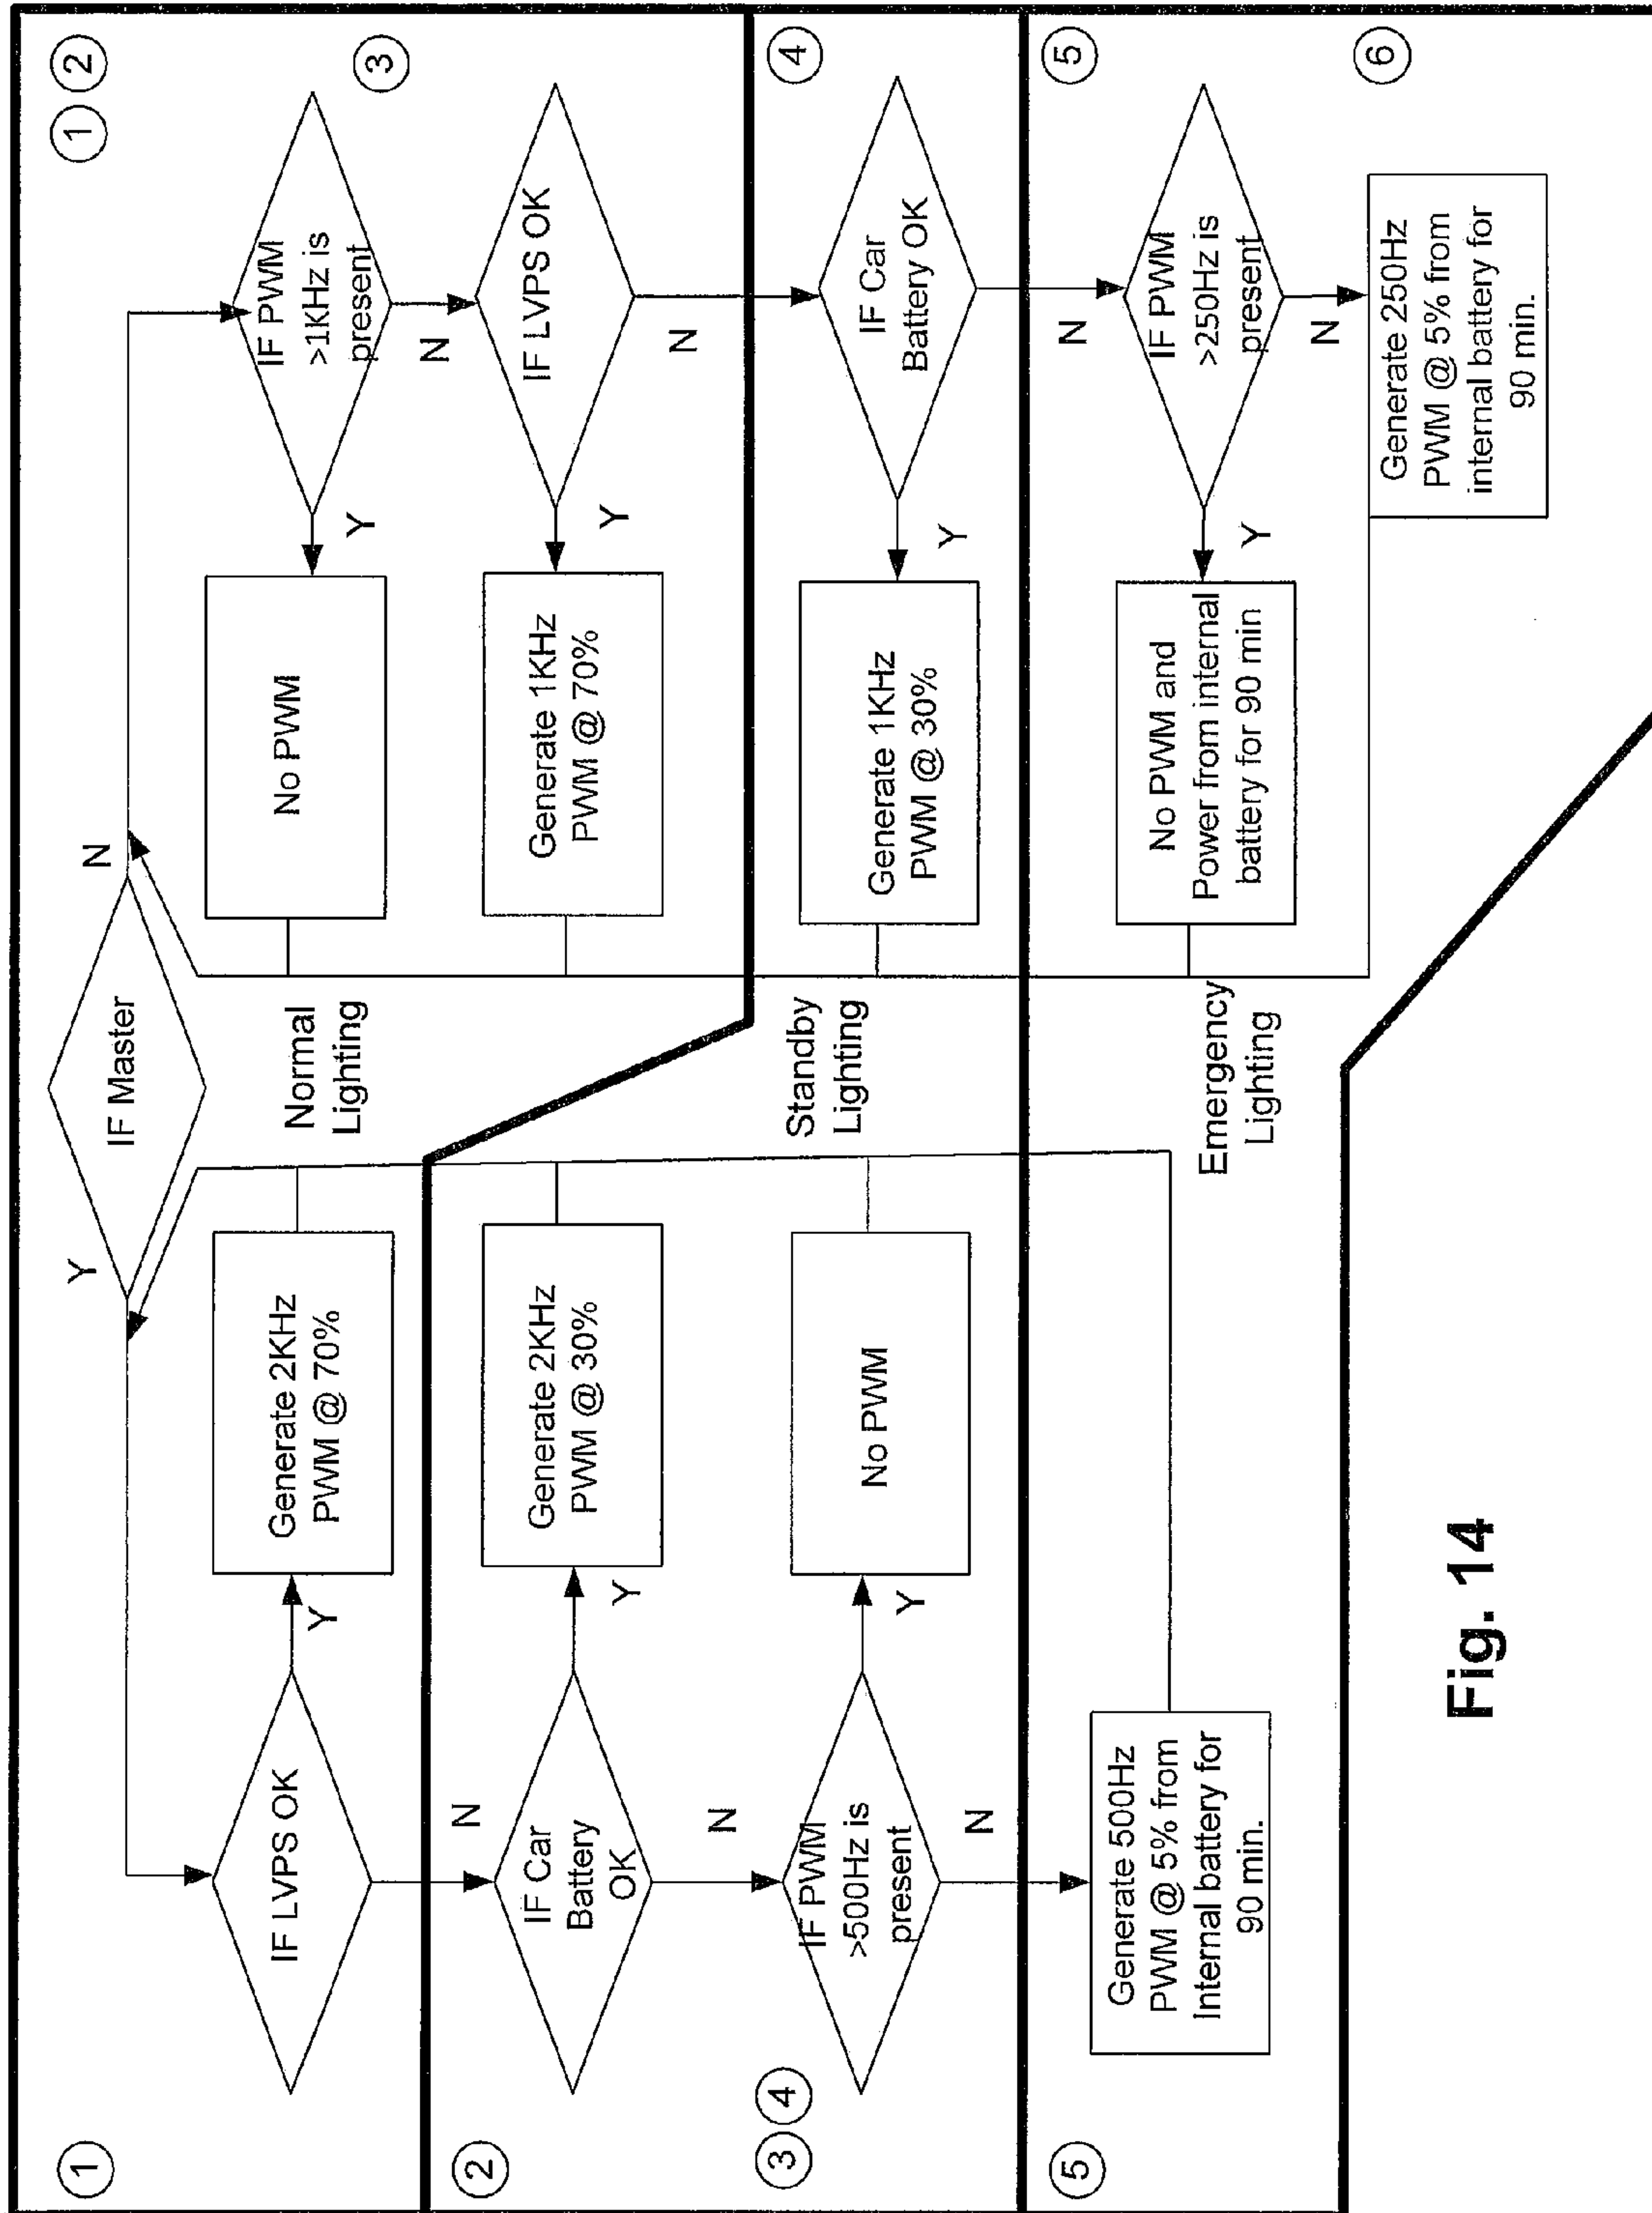 ①
②
③
④
⑤
⑥
IF Master
Y
N
Normal
Lighting
Standby
Lighting
Emergency
Lighting
①
IF LVPS OK
Y
Generate 2KHz
PWM @ 70%
N
②
IF Car
Battery
OK
Y
Generate 2KHz
PWM @ 30%
N
③ ④
IF PWM
>500Hz is
present
Y
No PWM
N
⑤
Generate 500Hz
PWM @ 5% from
Internal battery for
90 min.
IF PWM
>1KHz is
present
Y
No PWM
N
IF LVPS OK
Y
Generate 1KHz
PWM @ 70%
N
IF Car
Battery OK
Y
Generate 1KHz
PWM @ 30%
N
IF PWM
>250Hz is
present
Y
No PWM and
Power from internal
battery for 90 min
N
Generate 250Hz
PWM @ 5% from
internal battery for
90 min.
Fig. 14